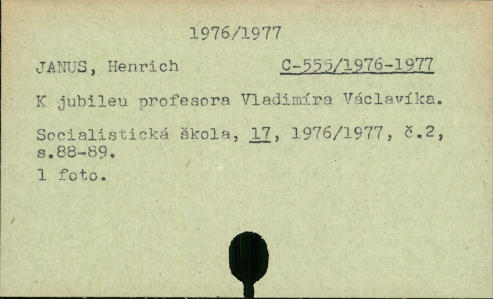 1976/1977
JANUS, Henrich C-555/1976-1977
K jubileu profesora Vladimíra Václavíka.
Socialistická škola, 17, 1976/1977, č.2,
s.88-89.
1 foto.